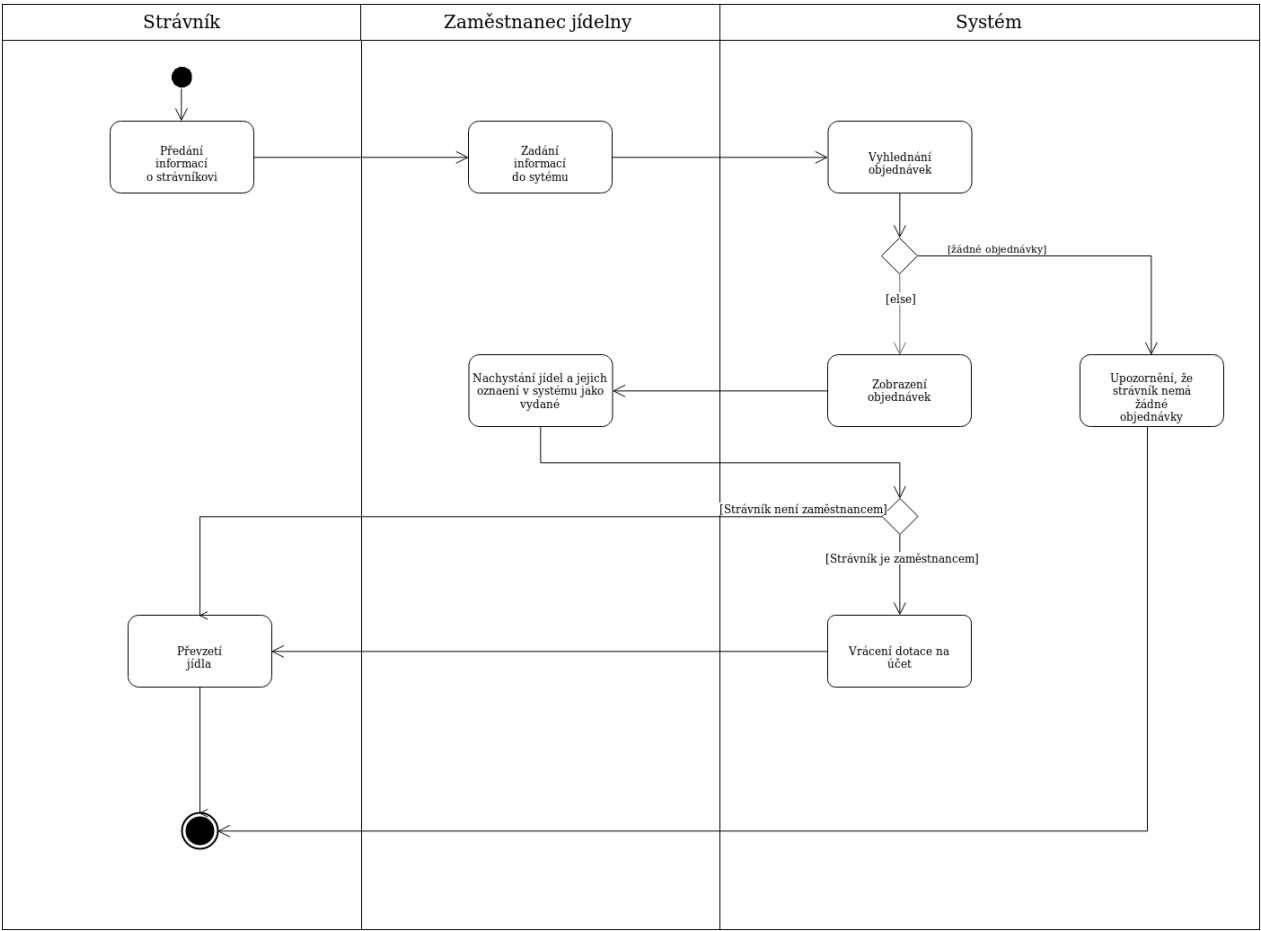 Strávník
Zaměstnanec jídelny
Systém
Předání
informací
o strávníkovi
Zadání
informací
do sytému
Vyhlednání
objednávek
[žádné objednávky]
[else]
Nachystání jídel a jejich
oznaení v systému jako
vydané
Zobrazení
objednávek
Upozornění, že
strávník nemá
žádné
objednávky
[Strávník není zaměstnancem]
[Strávník je zaměstnancem]
Převzetí
jídla
Vrácení dotace na
účet